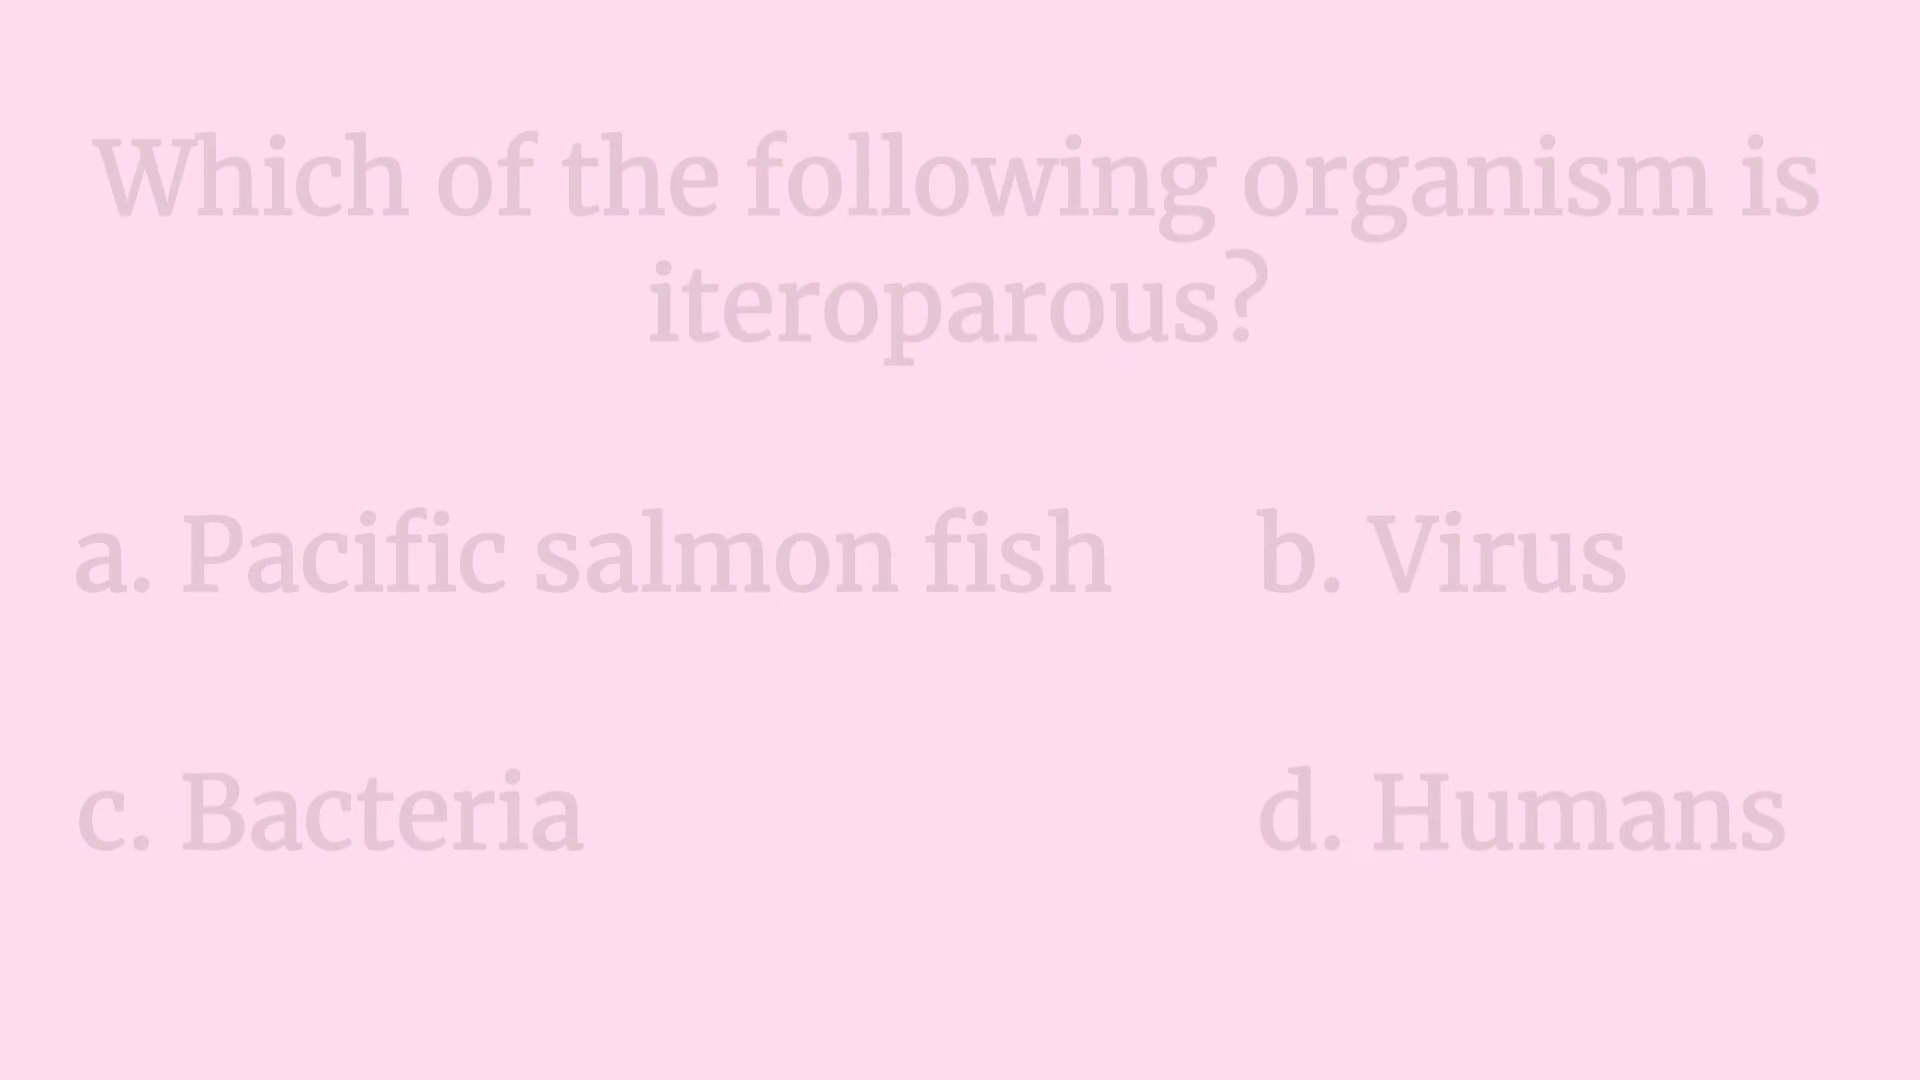 Which of the following organism is
iteroparous?
a. Pacific salmon fish b. Virus
c. Bacteria d. Humans